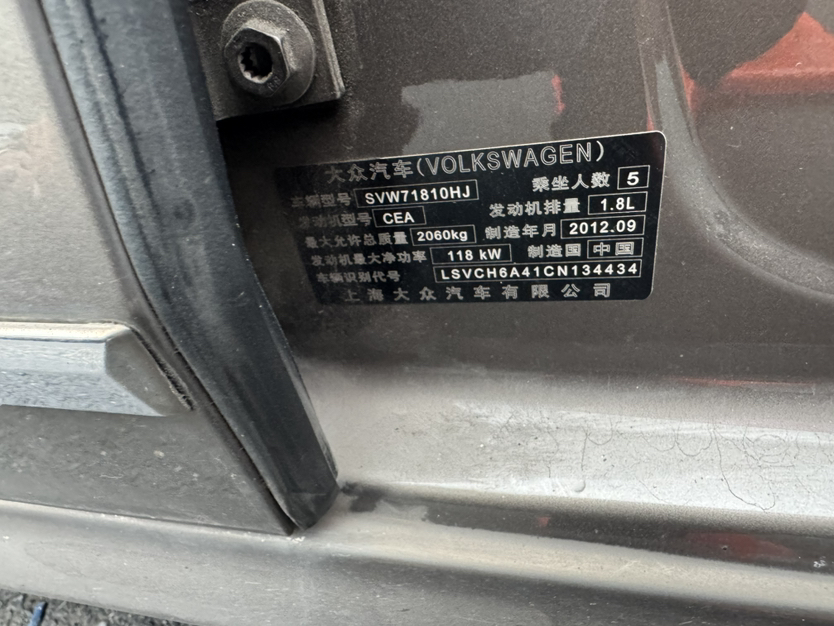 大众汽车(VOLKSWAGEN)
车辆型号 SVW71810HJ 乘坐人数 5
发动机型号 CEA 发动机排量 1.8L
最大允许总质量 2060kg 制造年月 2012.09
发动机最大净功率 118 kW 制造国 中国
车辆识别代号 LSVCH6A41CN134434
上海大众汽车有限公司